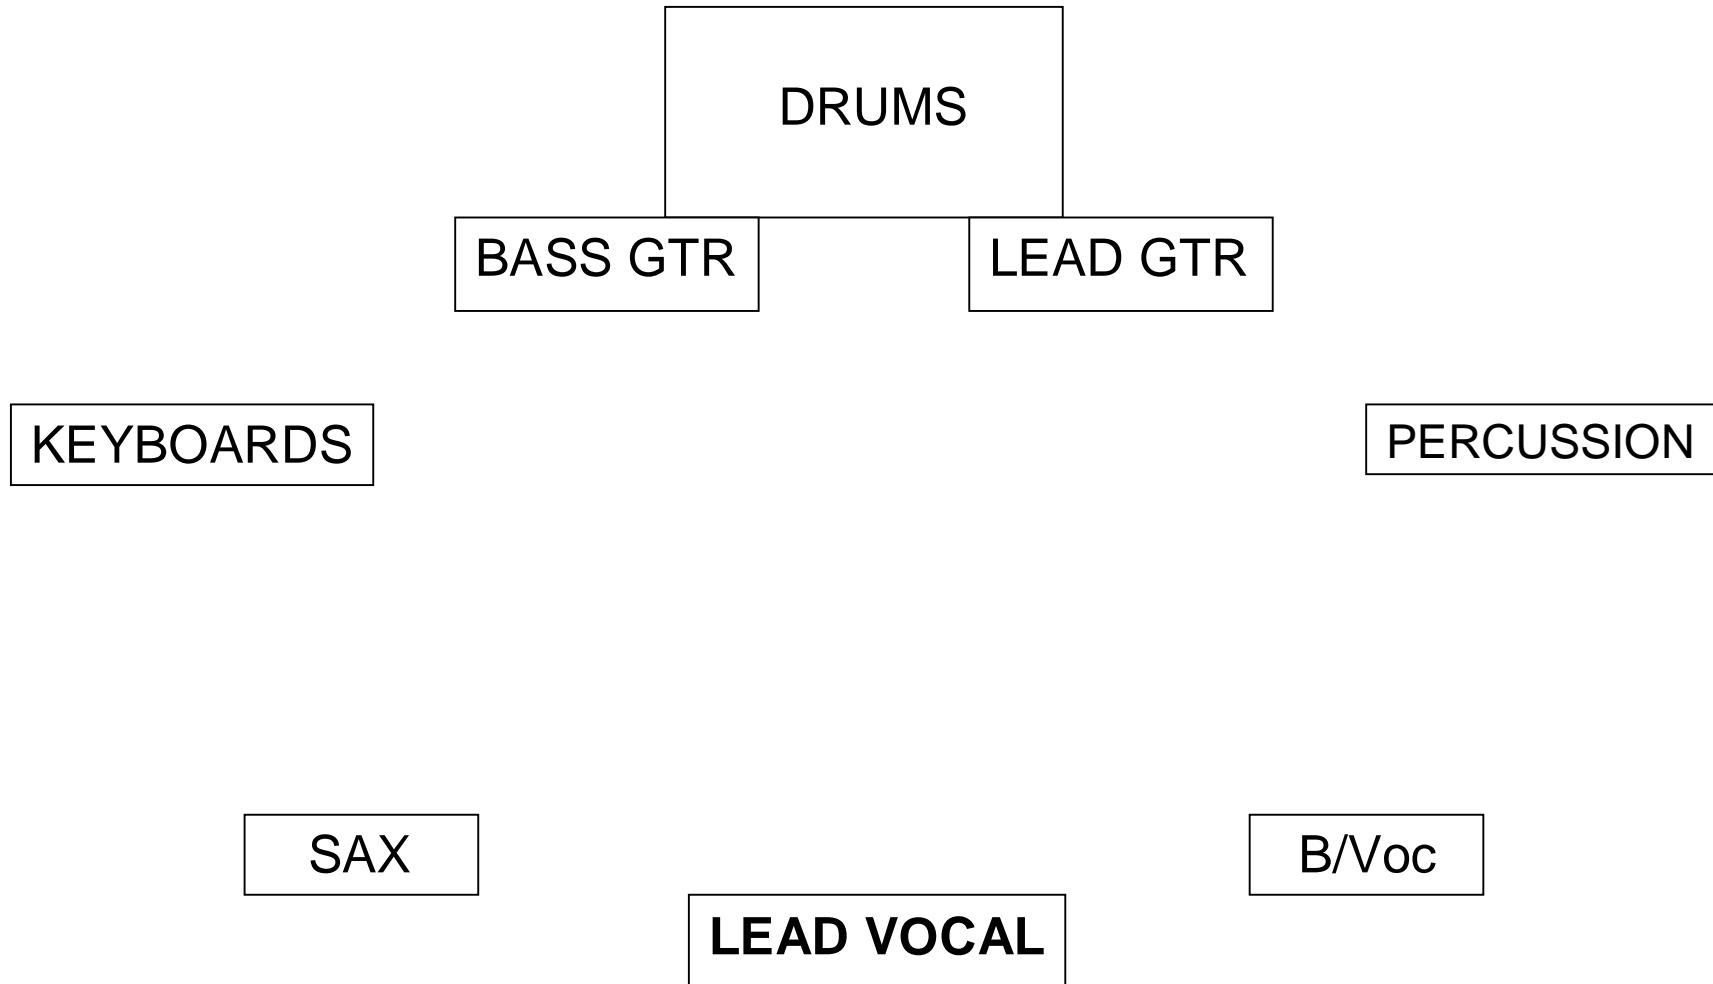 DRUMS
BASS GTR
LEAD GTR
KEYBOARDS
PERCUSSION
SAX
B/Voc
LEAD VOCAL